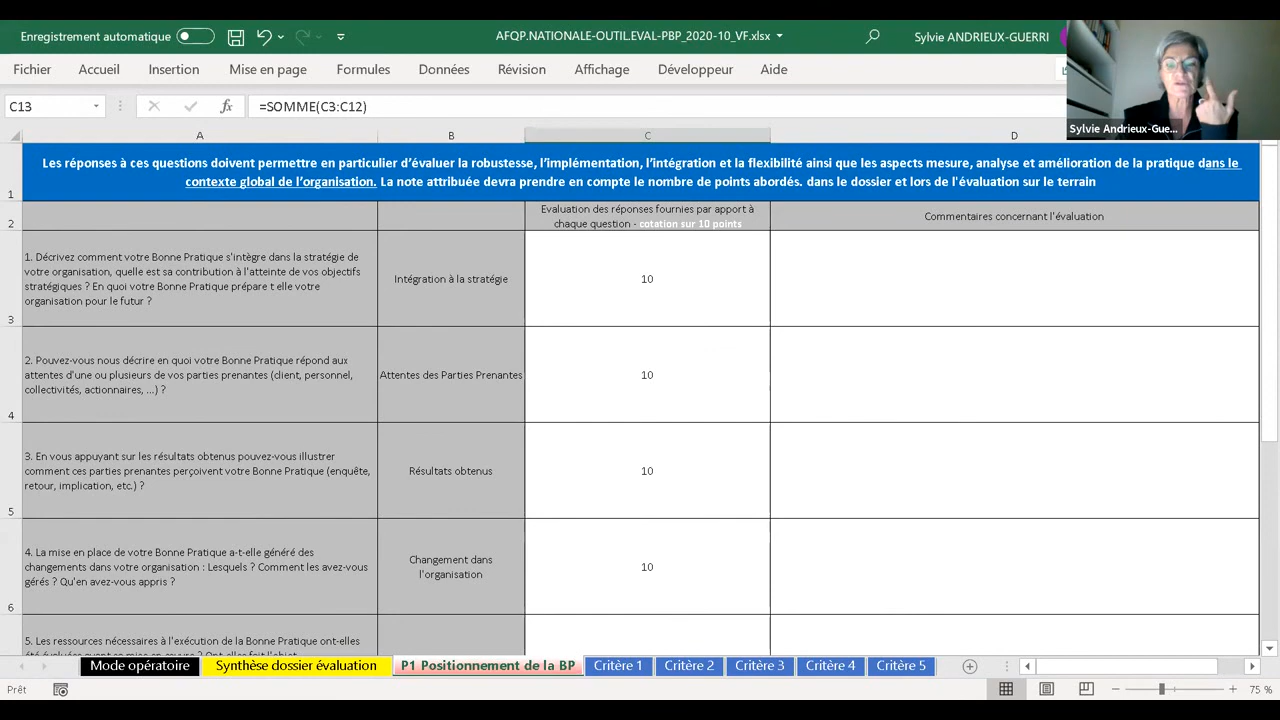 Enregistrement automatique
AFQP.NATIONALE-OUTIL.EVAL-PBP_2020-10_VF.xlsx
Sylvie ANDRIEUX-GUERRI
Fichier Accueil Insertion Mise en page Formules Données Révision Affichage Développeur Aide
Sylvie Andrieux-Gue...
C13 fx =SOMME(C3:C12)
A B C D
1 Les réponses à ces questions doivent permettre en particulier d'évaluer la robustesse, l'implémentation, l'intégration et la flexibilité ainsi que les aspects mesure, analyse et amélioration de la pratique dans le
contexte global de l'organisation. La note attribuée devra prendre en compte le nombre de points abordés. dans le dossier et lors de l'évaluation sur le terrain
2
Evaluation des réponses fournies par apport à
chaque question - cotation sur 10 points
Commentaires concernant l'évaluation
1. Décrivez comment votre Bonne Pratique s'intègre dans la stratégie de
votre organisation, quelle est sa contribution à l'atteinte de vos objectifs
stratégiques ? En quoi votre Bonne Pratique prépare t elle votre
organisation pour le futur ?
Intégration à la stratégie
10
3
2. Pouvez-vous nous décrire en quoi votre Bonne Pratique répond aux
attentes d'une ou plusieurs de vos parties prenantes (client, personnel,
collectivités, actionnaires, ...) ?
Attentes des Parties Prenantes
10
4
3. En vous appuyant sur les résultats obtenus pouvez-vous illustrer
comment ces parties prenantes perçoivent votre Bonne Pratique (enquête,
retour, implication, etc.) ?
Résultats obtenus
10
5
4. La mise en place de votre Bonne Pratique a-t-elle généré des
changements dans votre organisation : Lesquels ? Comment les avez-vous
gérés ? Qu'en avez-vous appris ?
Changement dans
l'organisation
10
6
5. Les ressources nécessaires à l'exécution de la Bonne Pratique ont-elles
Mode opératoire Synthèse dossier évaluation P1 Positionnement de la BP Critère 1 Critère 2 Critère 3 Critère 4 Critère 5
Prêt
75 %